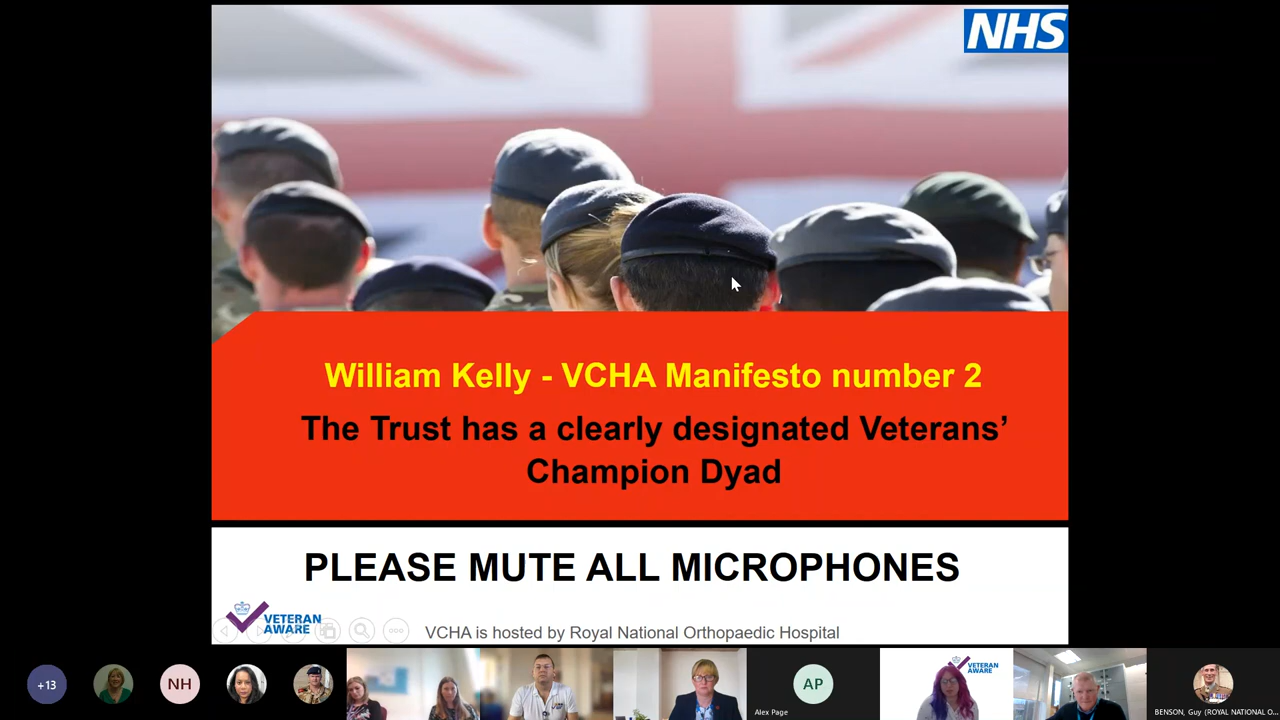 NHS
William Kelly - VCHA Manifesto number 2
The Trust has a clearly designated Veterans’
Champion Dyad
PLEASE MUTE ALL MICROPHONES
VETERAN
AWARE
VCHA is hosted by Royal National Orthopaedic Hospital
+13
NH
AP
Alex Page
VETERAN
AWARE
BENSON, Guy (ROYAL NATIONAL O...